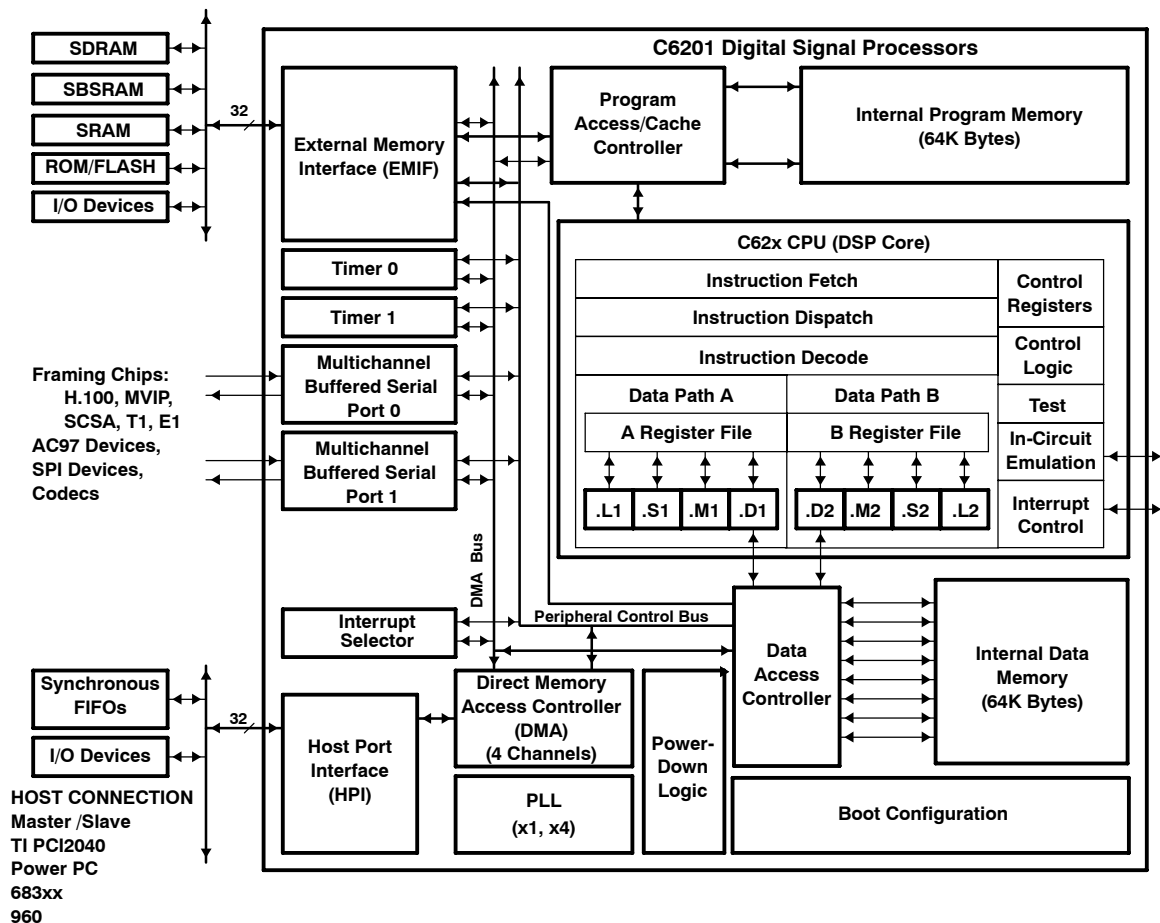 C6201 Digital Signal Processors
SDRAM
SBSRAM
SRAM
ROM/FLASH
I/O Devices
32
External Memory
Interface (EMIF)
Program
Access/Cache
Controller
Internal Program Memory
(64K Bytes)
Timer 0
Timer 1
Framing Chips:
H.100, MVIP,
SCSA, T1, E1
AC97 Devices,
SPI Devices,
Codecs
Multichannel
Buffered Serial
Port 0
Multichannel
Buffered Serial
Port 1
C62x CPU (DSP Core)
Instruction Fetch
Instruction Dispatch
Instruction Decode
Control
Registers
Control
Logic
Test
In-Circuit
Emulation
Interrupt
Control
Data Path A
Data Path B
A Register File
B Register File
.L1 .S1 .M1 .D1
.D2 .M2 .S2 .L2
DMA Bus
Peripheral Control Bus
Interrupt
Selector
Data
Access
Controller
Internal Data
Memory
(64K Bytes)
Synchronous
FIFOs
I/O Devices
32
Host Port
Interface
(HPI)
Direct Memory
Access Controller
(DMA)
(4 Channels)
PLL
(x1, x4)
Power-
Down
Logic
Boot Configuration
HOST CONNECTION
Master /Slave
TI PCI2040
Power PC
683xx
960